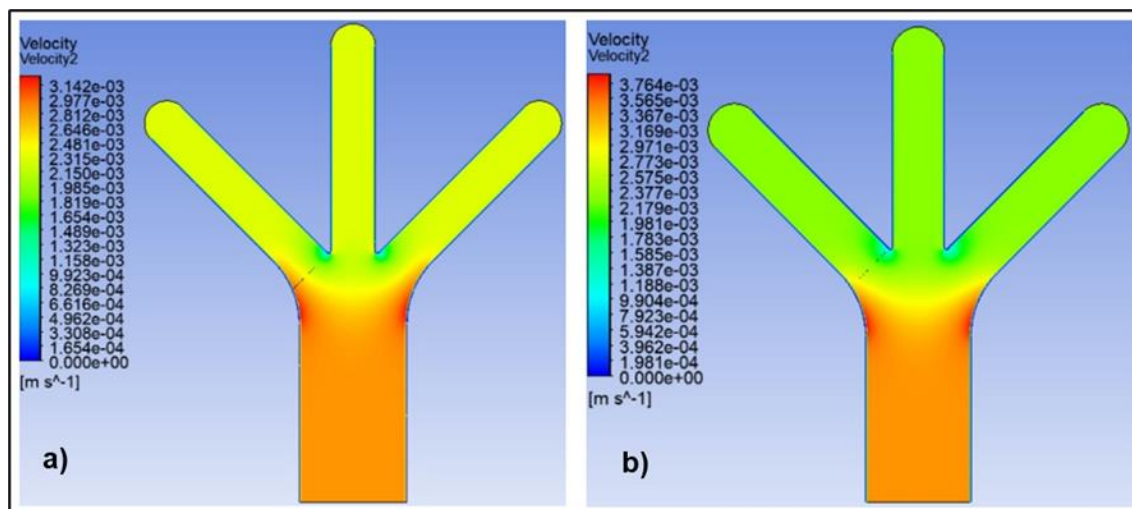 Velocity
Velocity2
3.142e-03
2.977e-03
2.812e-03
2.646e-03
2.481e-03
2.315e-03
2.150e-03
1.985e-03
1.819e-03
1.654e-03
1.489e-03
1.323e-03
1.158e-03
9.923e-04
8.269e-04
6.616e-04
4.962e-04
3.308e-04
1.654e-04
0.000e+00
[m s^-1]
a)
Velocity
Velocity2
3.764e-03
3.565e-03
3.367e-03
3.169e-03
2.971e-03
2.773e-03
2.575e-03
2.377e-03
2.179e-03
1.981e-03
1.783e-03
1.585e-03
1.387e-03
1.188e-03
9.904e-04
7.923e-04
5.942e-04
3.962e-04
1.981e-04
0.000e+00
[m s^-1]
b)